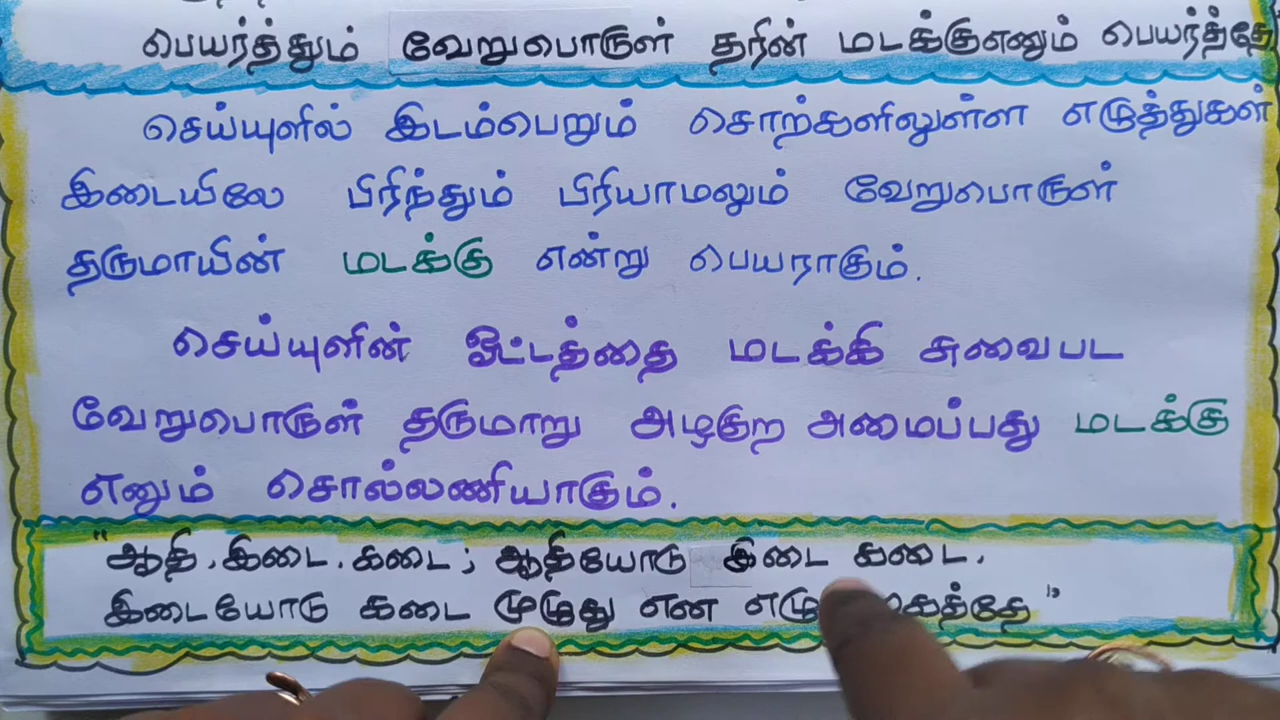 பெயர்த்தும் வேறுபொருள் தரின் மடக்குஎனும் பெயர்த்தே
செய்யுளில் இடம்பெறும் சொற்களிலுள்ள எழுத்துகள்
இடையிலே பிரிந்தும் பிரியாமலும் வேறுபொருள்
தருமாயின் மடக்கு என்று பெயராகும்.
செய்யுளின் ஓட்டத்தை மடக்கி சுவைபட
வேறுபொருள் தருமாறு அழகுற அமைப்பது மடக்கு
எனும் சொல்லணியாகும்.
"ஆதி, இடை, கடை; ஆதியோடு இடை கடை,
இடையோடு கடை முழுது என